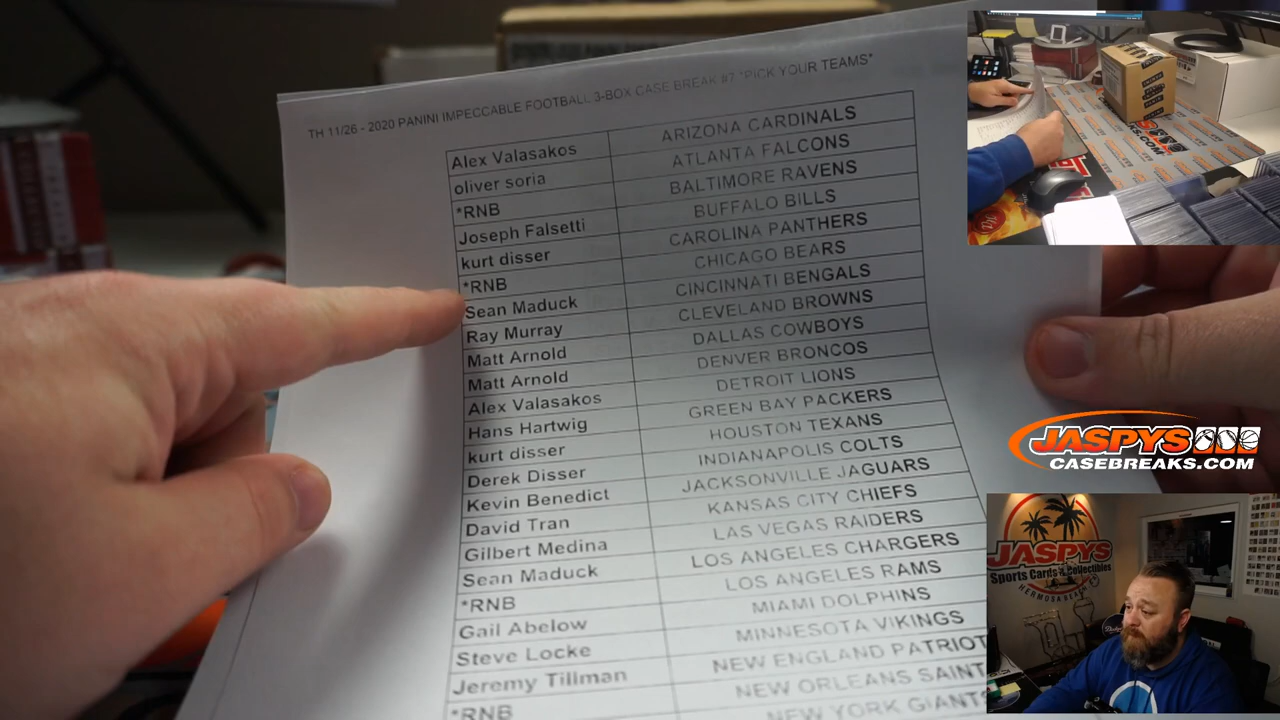 TH 11/26 - 2020 PANINI IMPECCABLE FOOTBALL 3-BOX CASE BREAK #7 *PICK YOUR TEAMS*
Alex Valasakos ARIZONA CARDINALS
oliver soria ATLANTA FALCONS
*RNB BALTIMORE RAVENS
Joseph Falsetti BUFFALO BILLS
kurt disser CAROLINA PANTHERS
*RNB CHICAGO BEARS
Sean Maduck CINCINNATI BENGALS
Ray Murray CLEVELAND BROWNS
Matt Arnold DALLAS COWBOYS
Matt Arnold DENVER BRONCOS
Alex Valasakos DETROIT LIONS
Hans Hartwig GREEN BAY PACKERS
kurt disser HOUSTON TEXANS
Derek Disser INDIANAPOLIS COLTS
Kevin Benedict JACKSONVILLE JAGUARS
David Tran KANSAS CITY CHIEFS
Gilbert Medina LAS VEGAS RAIDERS
Sean Maduck LOS ANGELES CHARGERS
*RNB LOS ANGELES RAMS
Gail Abelow MIAMI DOLPHINS
Steve Locke MINNESOTA VIKINGS
Jeremy Tillman NEW ENGLAND PATRIOT
*RNB NEW ORLEANS SAINT
NEW YORK GIANTS
JASPYS
CASEBREAKS.COM
JASPYS
Sports Cards & Collectibles
HERMOSA BEACH